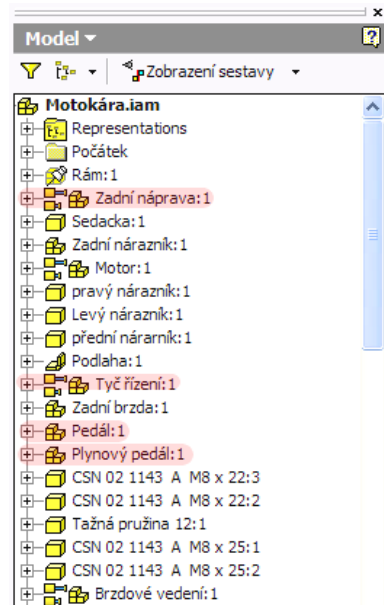 Model
Zobrazení sestavy
Motokára.iam
Representations
Počátek
Rám:1
Zadní náprava:1
Sedacka:1
Zadní nárazník:1
Motor:1
pravý nárazník:1
Levý nárazník:1
přední nárarník:1
Podlaha:1
Tyč řízení:1
Zadní brzda:1
Pedál:1
Plynový pedál:1
CSN 02 1143 A M8 x 22:3
CSN 02 1143 A M8 x 22:2
Tažná pružina 12:1
CSN 02 1143 A M8 x 25:1
CSN 02 1143 A M8 x 25:2
Brzdové vedení:1